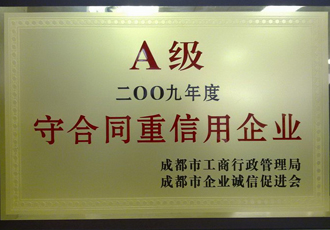 A级
二OO九年度
守合同重信用企业
成都市工商行政管理局
成都市企业诚信促进会